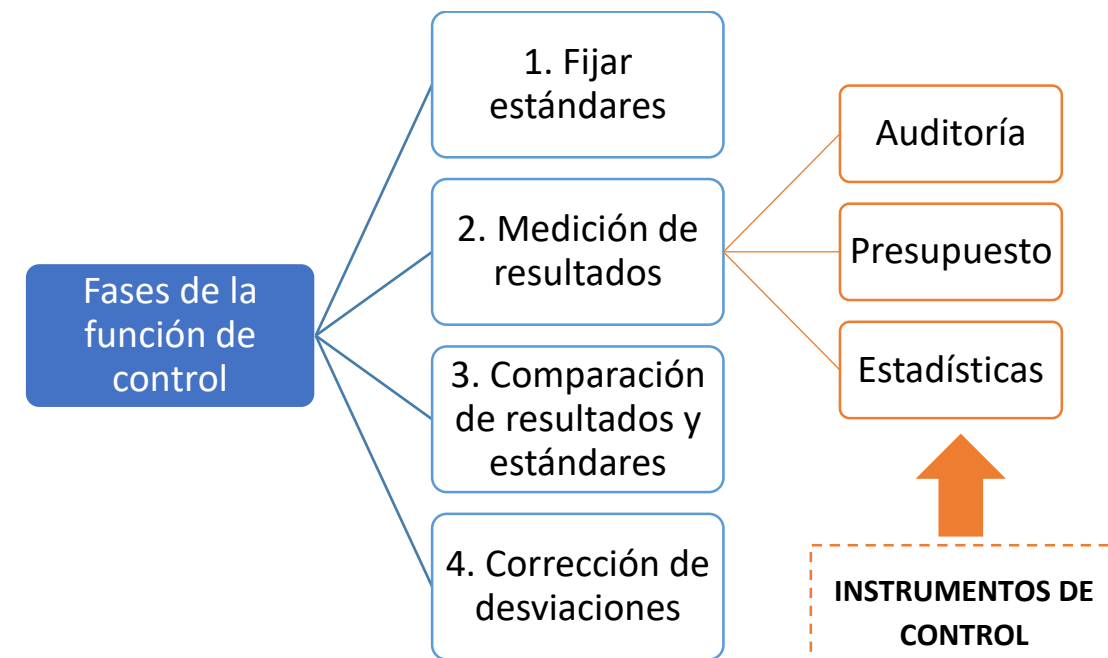 Fases de la
función de
control
1. Fijar
estándares
2. Medición de
resultados
3. Comparación
de resultados y
estándares
4. Corrección de
desviaciones
Auditoría
Presupuesto
Estadísticas
INSTRUMENTOS DE
CONTROL